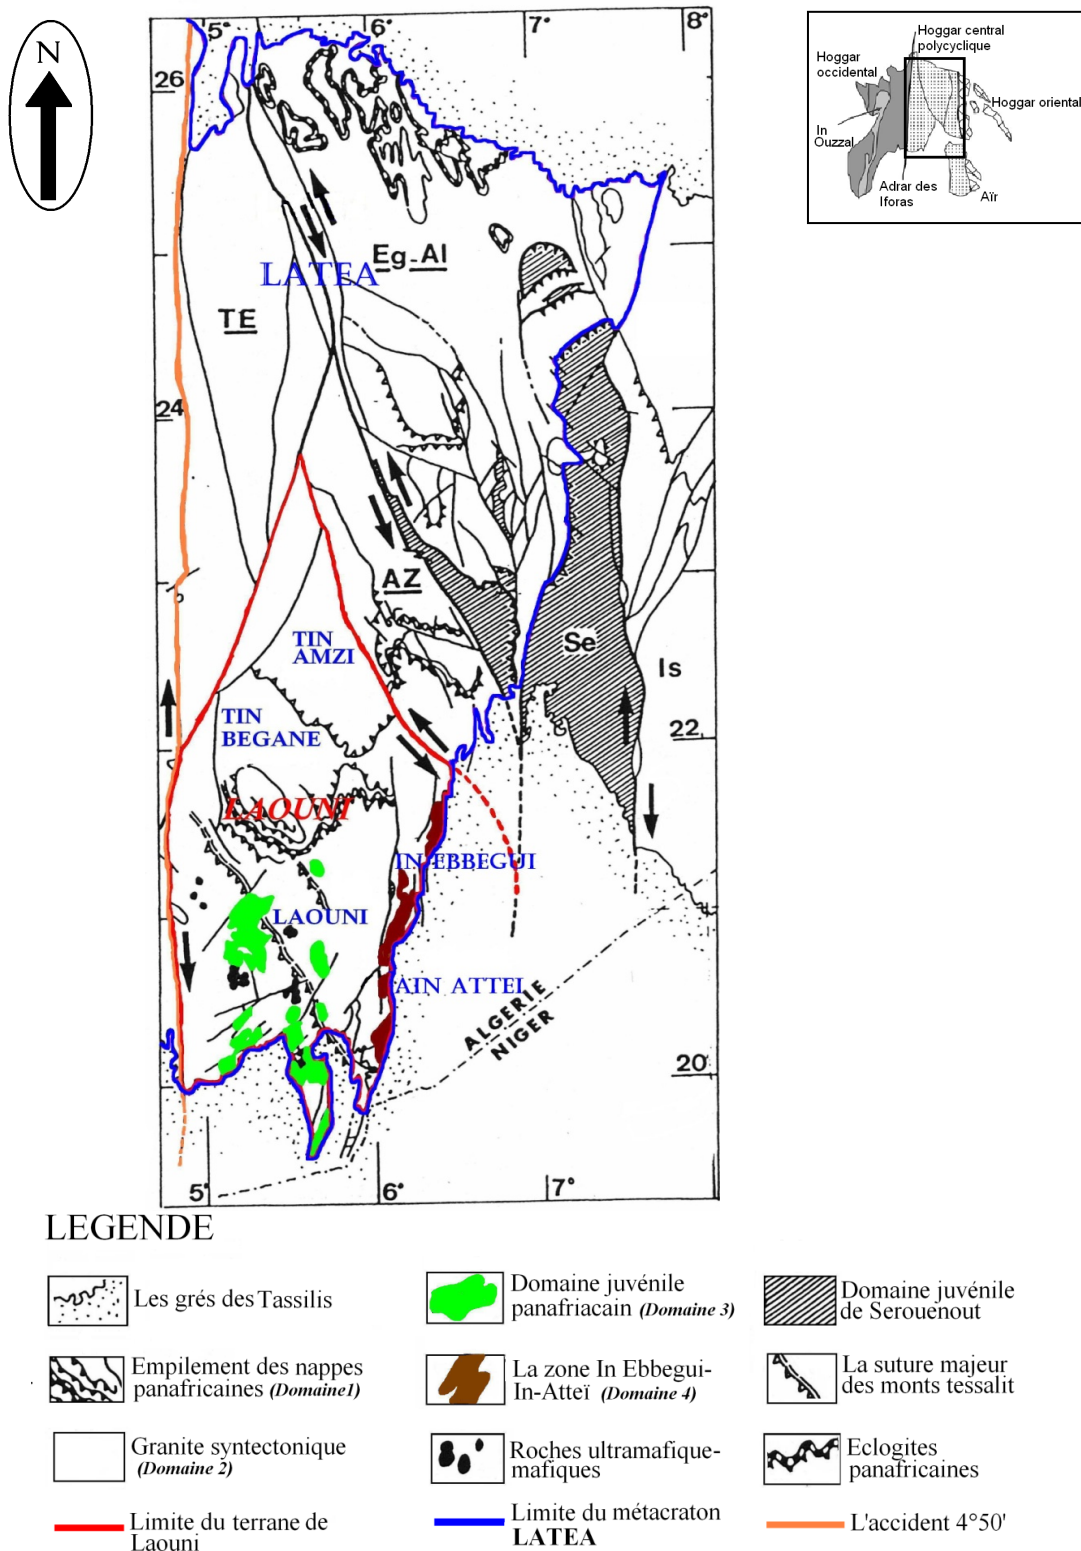 N
5°
6°
7°
8°
26
Hoggar central
polycyclique
Hoggar
occidental
Hoggar oriental
In
Ouzzal
Adrar des
Iforas
Aïr
Eg-Al
LATEA
TE
24
AZ
TIN
AMZI
Se
Is
TIN
BEGANE
22
LAOUNI
IN EBBEGUI
LAOUNI
AIN ATTEI
ALGERIE
NIGER
20
5°
6°
7°
LEGENDE
Les grés des Tassilis
Domaine juvénile
panafriacain (Domaine 3)
Domaine juvénile
de Serouenout
Empilement des nappes
panafricaines (Domaine1)
La zone In Ebbegui-
In-Atteï (Domaine 4)
La suture majeur
des monts tessalit
Granite syntectonique
(Domaine 2)
Roches ultramafique-
mafiques
Eclogites
panafricaines
Limite du terrane de
Laouni
Limite du métacraton
LATEA
L'accident 4°50'